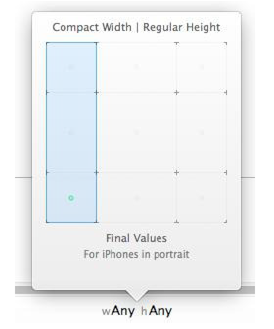 Compact Width | Regular Height
Final Values
For iPhones in portrait
wAny hAny